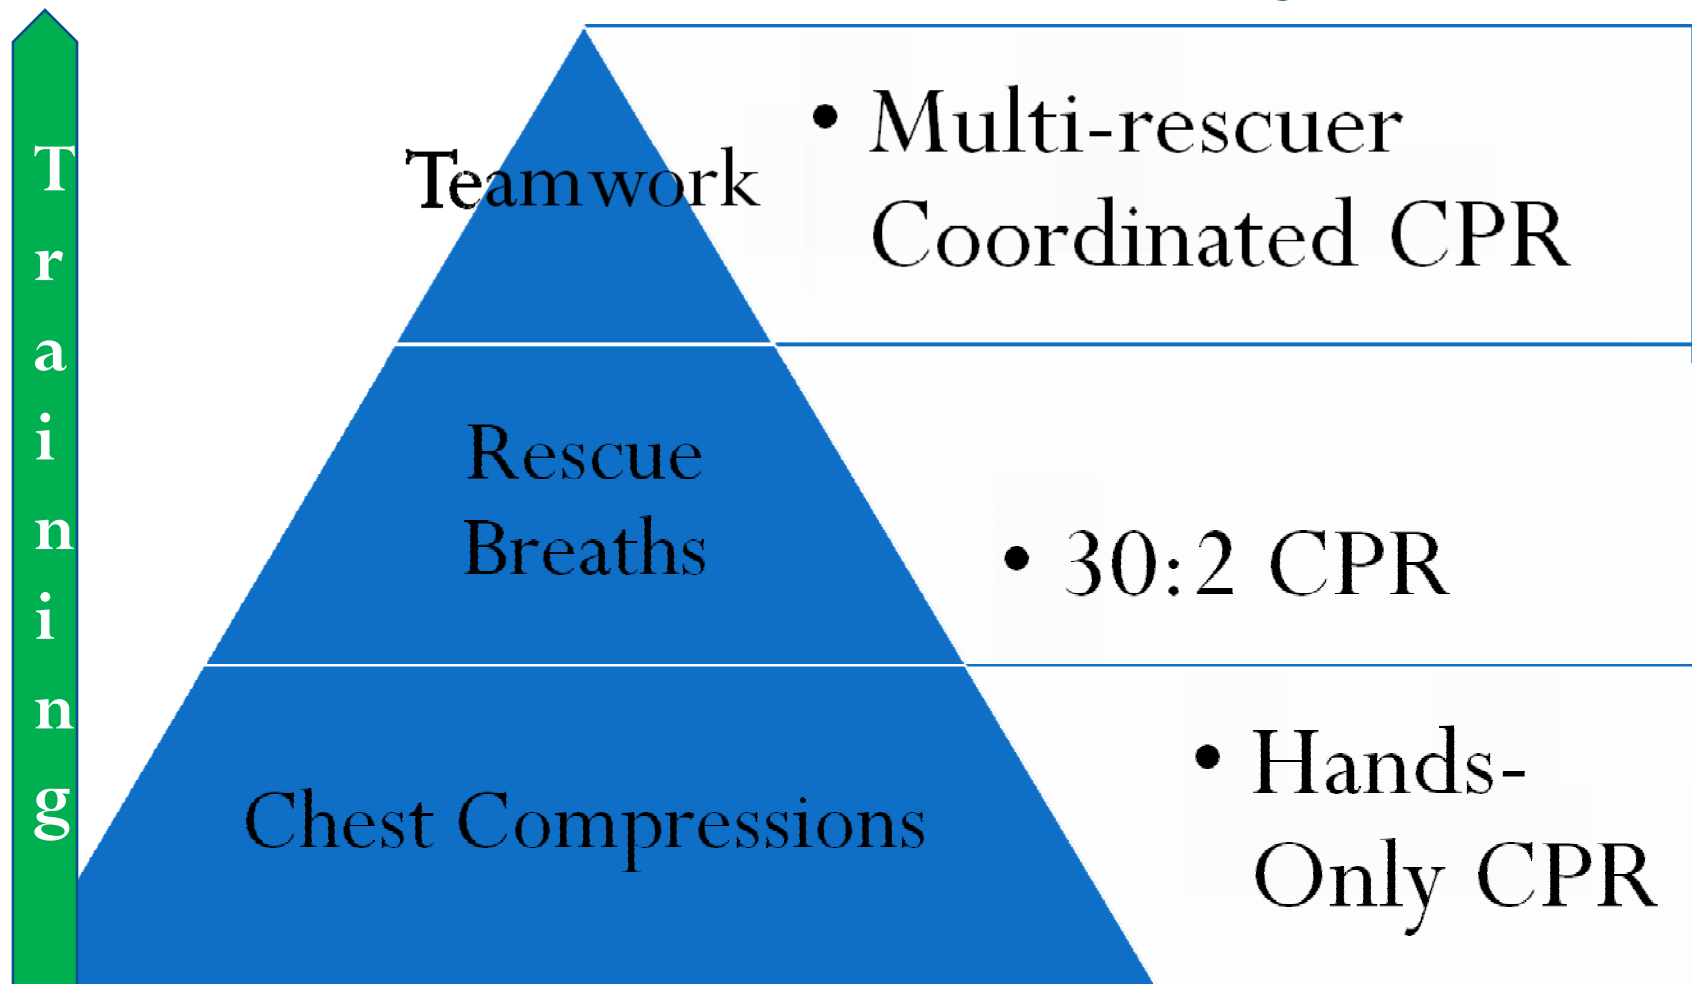 Training
Teamwork
• Multi-rescuer
Coordinated CPR
Rescue
Breaths
• 30:2 CPR
Chest Compressions
• Hands-
Only CPR